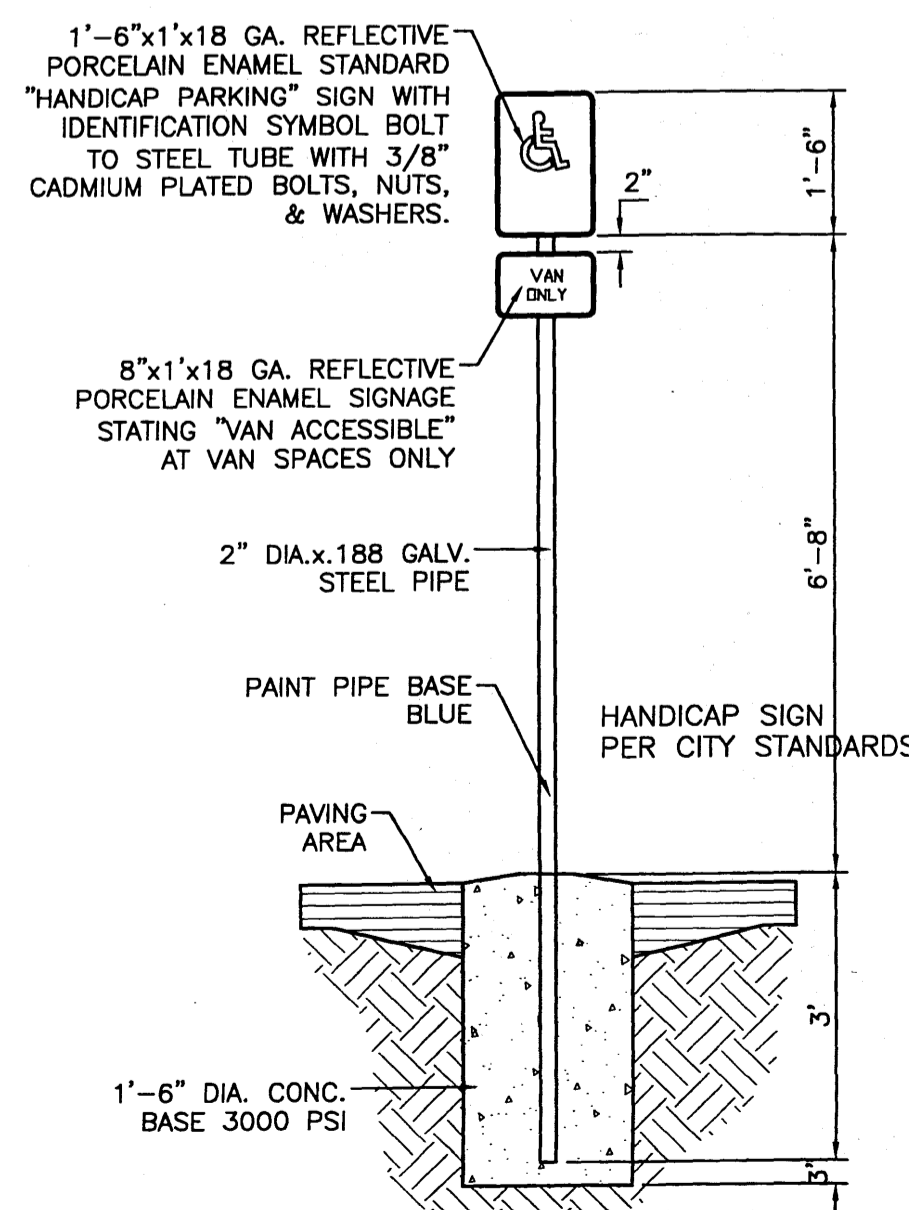 1'-6"x1'x18 GA. REFLECTIVE
PORCELAIN ENAMEL STANDARD
"HANDICAP PARKING" SIGN WITH
IDENTIFICATION SYMBOL BOLT
TO STEEL TUBE WITH 3/8"
CADMIUM PLATED BOLTS, NUTS,
& WASHERS.
1'-6"
2"
VAN
ONLY
8"x1'x18 GA. REFLECTIVE
PORCELAIN ENAMEL SIGNAGE
STATING "VAN ACCESSIBLE"
AT VAN SPACES ONLY
6'-8"
2" DIA.x.188 GALV.
STEEL PIPE
PAINT PIPE BASE
BLUE
HANDICAP SIGN
PER CITY STANDARDS
PAVING
AREA
3'
1'-6" DIA. CONC.
BASE 3000 PSI
3"